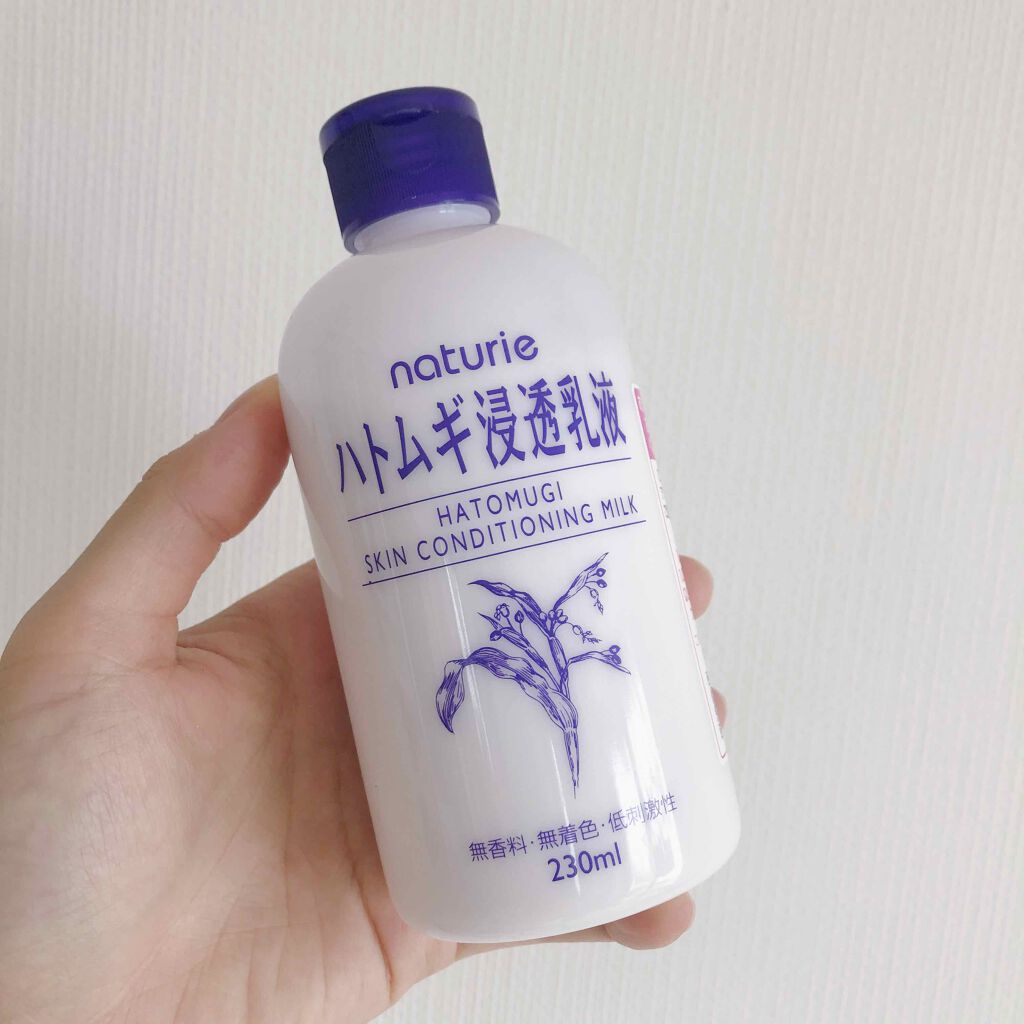 naturie
ハトムギ浸透乳液
HATOMUGI
SKIN CONDITIONING MILK
無香料・無着色・低刺激性
230ml